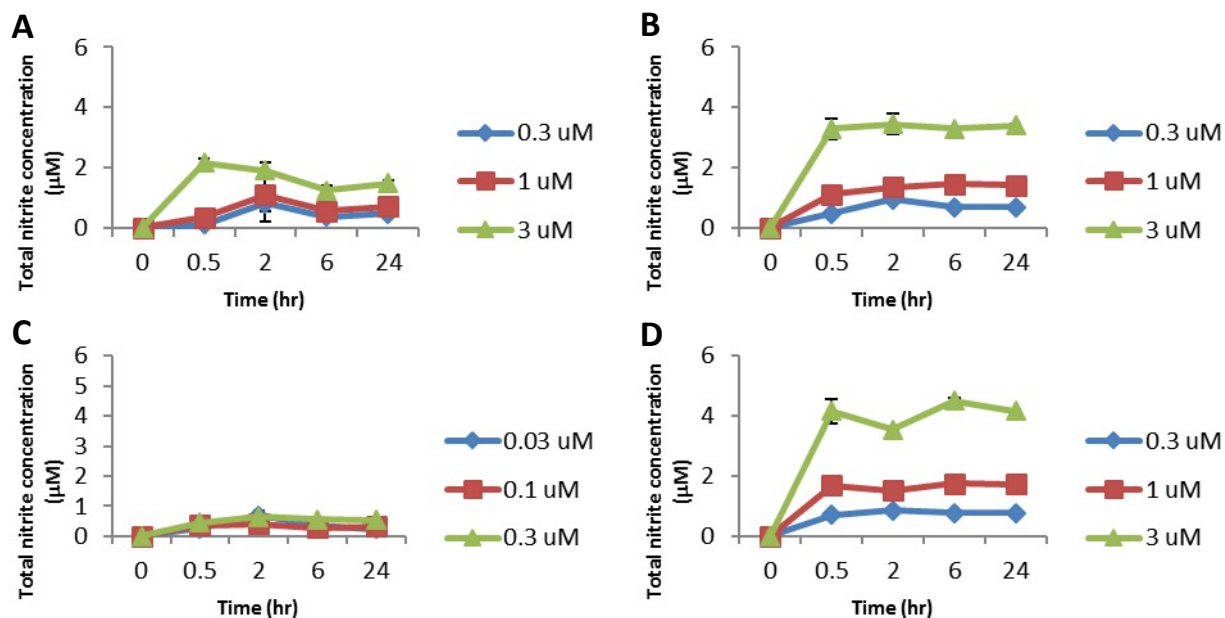 A
Total nitrite concentration
(μM)
6
4
2
0
0 0.5 2 6 24
Time (hr)
0.3 uM
1 uM
3 uM
B
Total nitrite concentration
(μM)
6
4
2
0
0 0.5 2 6 24
Time (hr)
0.3 uM
1 uM
3 uM
C
Total nitrite concentration
(μM)
6
5
4
3
2
1
0
0 0.5 2 6 24
Time (hr)
0.03 uM
0.1 uM
0.3 uM
D
Total nitrite concentration
(μM)
6
4
2
0
0 0.5 2 6 24
Time (hr)
0.3 uM
1 uM
3 uM